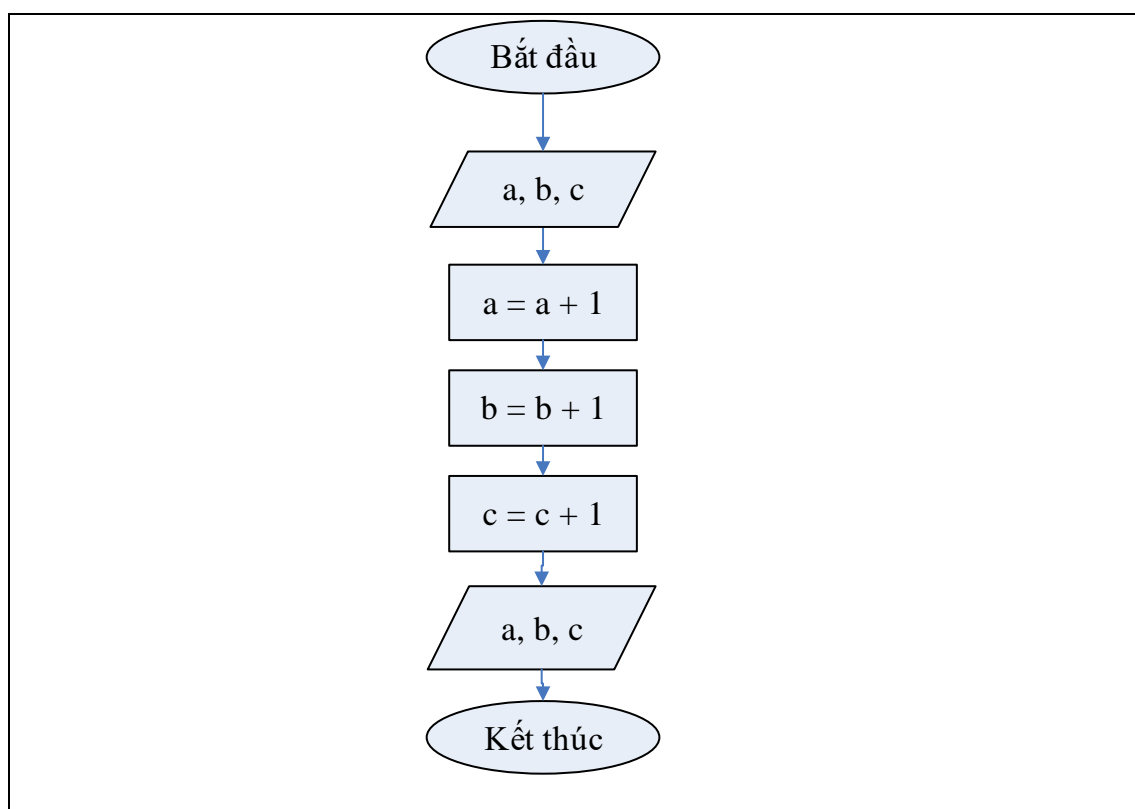 Bắt đầu
a, b, c
a = a + 1
b = b + 1
c = c + 1
a, b, c
Kết thúc